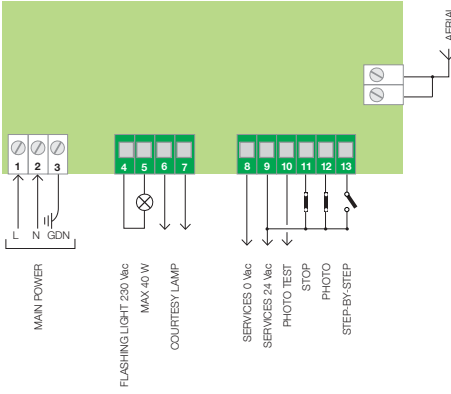 AERIAL
1 2 3
4 5 6 7
8 9 10 11 12 13
L N GDN
MAIN POWER
FLASHING LIGHT 230 Vac
MAX 40 W
COURTESY LAMP
SERVICES 0 Vac
SERVICES 24 Vac
PHOTO TEST
STOP
PHOTO
STEP-BY-STEP